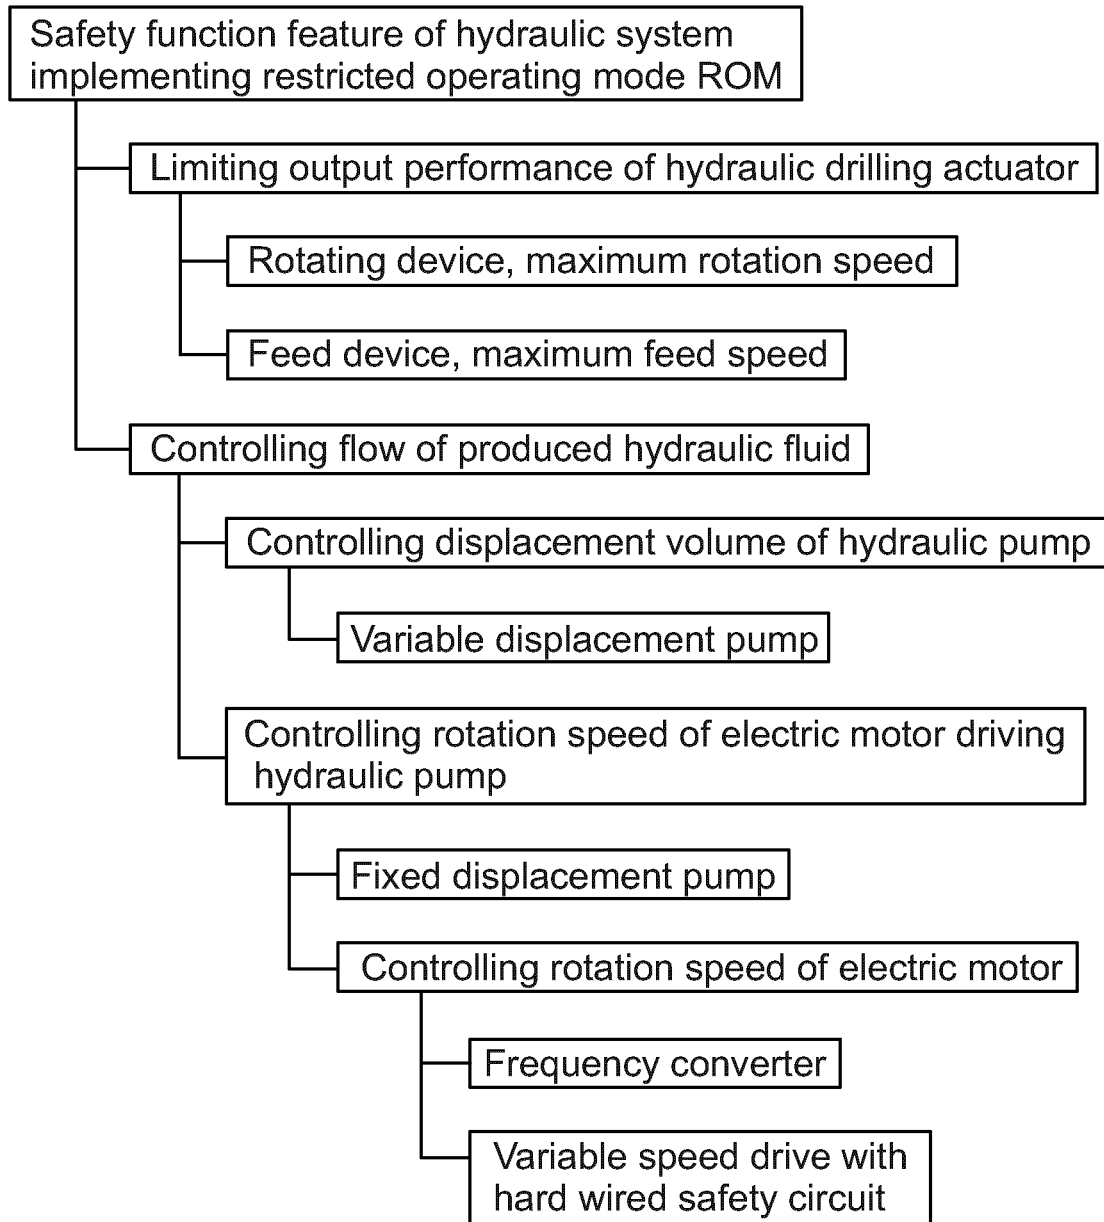 Safety function feature of hydraulic system
implementing restricted operating mode ROM
Limiting output performance of hydraulic drilling actuator
Rotating device, maximum rotation speed
Feed device, maximum feed speed
Controlling flow of produced hydraulic fluid
Controlling displacement volume of hydraulic pump
Variable displacement pump
Controlling rotation speed of electric motor driving
hydraulic pump
Fixed displacement pump
Controlling rotation speed of electric motor
Frequency converter
Variable speed drive with
hard wired safety circuit